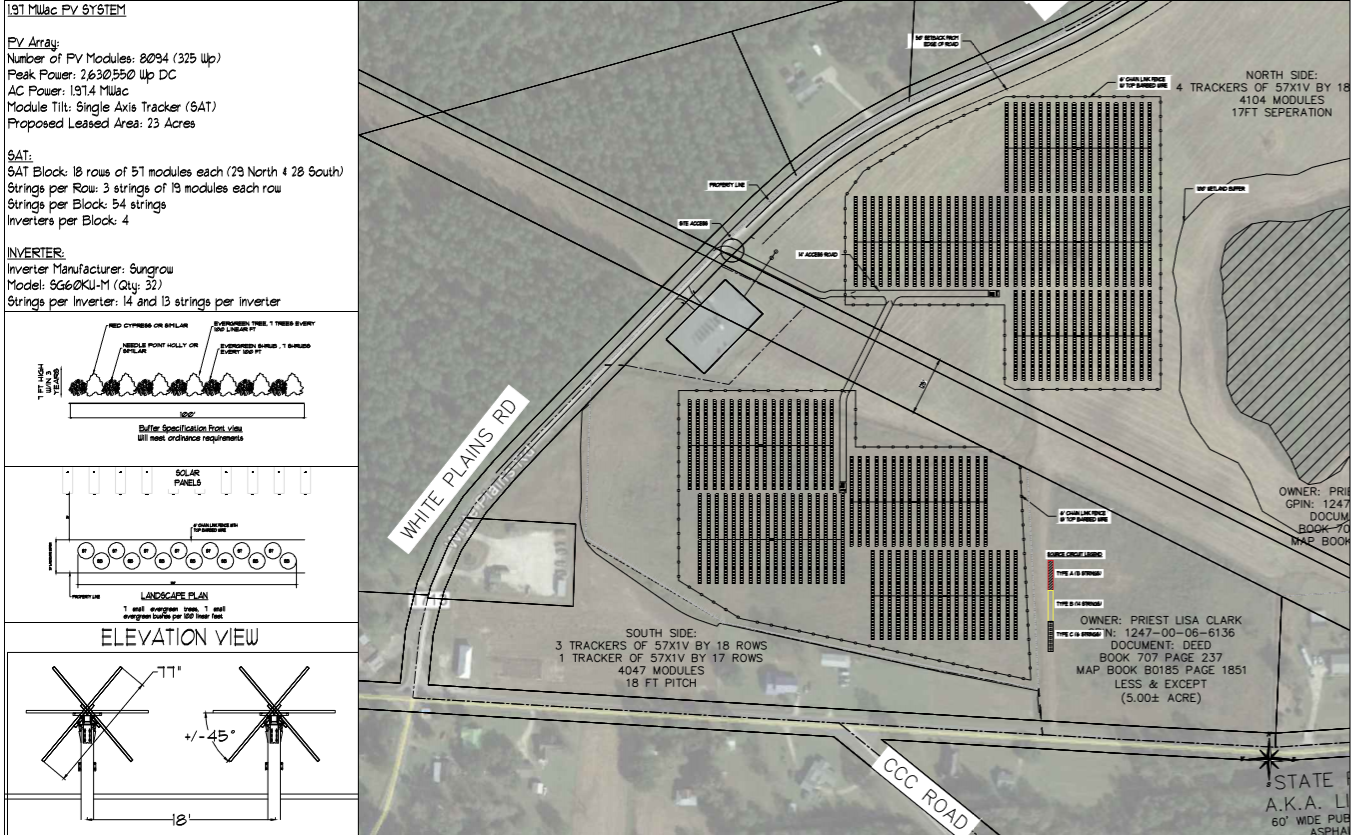 1.97 MWac PV SYSTEM
PV Array:
Number of PV Modules: 8094 (325 Wp)
Peak Power: 2,630,550 Wp DC
AC Power: 1.97.4 MWac
Module Tilt: Single Axis Tracker (SAT)
Proposed Leased Area: 23 Acres
SAT:
SAT Block: 18 rows of 57 modules each (29 North & 28 South)
Strings per Row: 3 strings of 19 modules each row
Strings per Block: 54 strings
Inverters per Block: 4
INVERTER:
Inverter Manufacturer: Sungrow
Model: SG60KU-M (Qty: 32)
Strings per Inverter: 14 and 13 strings per inverter
RED CYPRESS OR SIMILAR
EVERGREEN TREE, 7 TREES EVERY
100 LINEAR FT
NEEDLE POINT HOLLY OR
SIMILAR
EVERGREEN SHRUB, 7 SHRUBS
EVERY 100 FT
7 FT HIGH
W/IN 3
YEARS
100'
Buffer Specification Front view
Will meet ordinance requirements
SOLAR
PANELS
6' CHAIN LINK FENCE WITH
TOP BARBED WIRE
PROPERTY LINE
LANDSCAPE PLAN
7 small evergreen trees, 7 small
evergreen bushes per 100 linear feet
ELEVATION VIEW
77"
+/-45°
18'
50' SETBACK FROM
EDGE OF ROAD
6' CHAIN LINK FENCE
W/ TOP BARBED WIRE
NORTH SIDE:
4 TRACKERS OF 57X1V BY 18
4104 MODULES
17FT SEPERATION
PROPERTY LINE
100' WETLAND BUFFER
SITE ACCESS
14' ACCESS ROAD
WHITE PLAINS RD
White Plains Rd
6' CHAIN LINK FENCE
W/ TOP BARBED WIRE
OWNER: PRIE
GPIN: 1247
DOCUM
BOOK 70
MAP BOOK
SOURCE CIRCUIT LEGEND
TYPE A (13 STRINGS)
TYPE B (14 STRINGS)
SOUTH SIDE:
3 TRACKERS OF 57X1V BY 18 ROWS
1 TRACKER OF 57X1V BY 17 ROWS
4047 MODULES
18 FT PITCH
OWNER: PRIEST LISA CLARK
N: 1247-00-06-6136
DOCUMENT: DEED
BOOK 707 PAGE 237
MAP BOOK B0185 PAGE 1851
LESS & EXCEPT
(5.00± ACRE)
CCC ROAD
STATE
A.K.A. LI
60' WIDE PUB
ASPHA